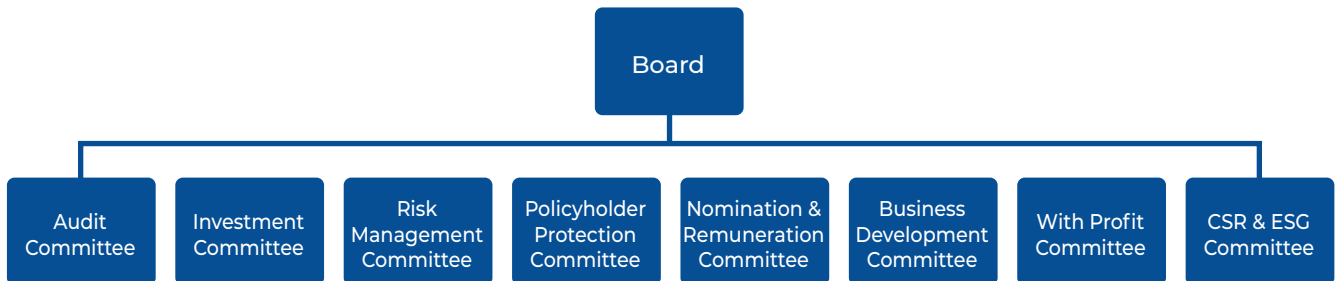 Board
Audit
Committee
Investment
Committee
Risk
Management
Committee
Policyholder
Protection
Committee
Nomination &
Remuneration
Committee
Business
Development
Committee
With Profit
Committee
CSR & ESG
Committee